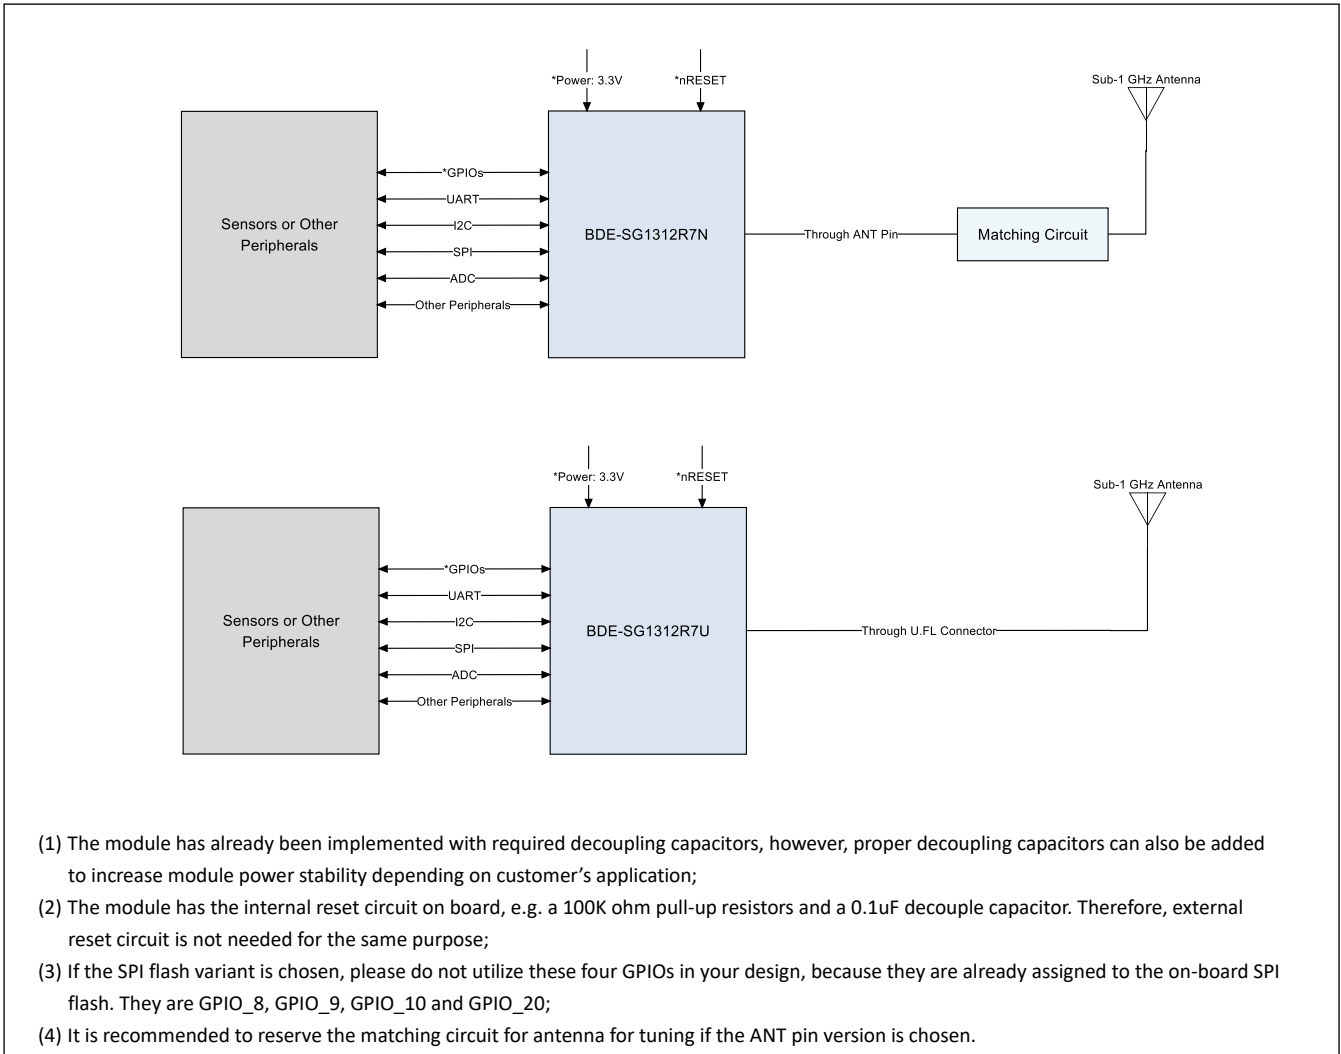 *Power: 3.3V
*nRESET
Sub-1 GHz Antenna
Sensors or Other
Peripherals
*GPIOs
UART
I2C
SPI
ADC
Other Peripherals
BDE-SG1312R7N
Through ANT Pin
Matching Circuit
*Power: 3.3V
*nRESET
Sub-1 GHz Antenna
Sensors or Other
Peripherals
*GPIOs
UART
I2C
SPI
ADC
Other Peripherals
BDE-SG1312R7U
Through U.FL Connector
(1) The module has already been implemented with required decoupling capacitors, however, proper decoupling capacitors can also be added
to increase module power stability depending on customer’s application;
(2) The module has the internal reset circuit on board, e.g. a 100K ohm pull-up resistors and a 0.1uF decouple capacitor. Therefore, external
reset circuit is not needed for the same purpose;
(3) If the SPI flash variant is chosen, please do not utilize these four GPIOs in your design, because they are already assigned to the on-board SPI
flash. They are GPIO_8, GPIO_9, GPIO_10 and GPIO_20;
(4) It is recommended to reserve the matching circuit for antenna for tuning if the ANT pin version is chosen.